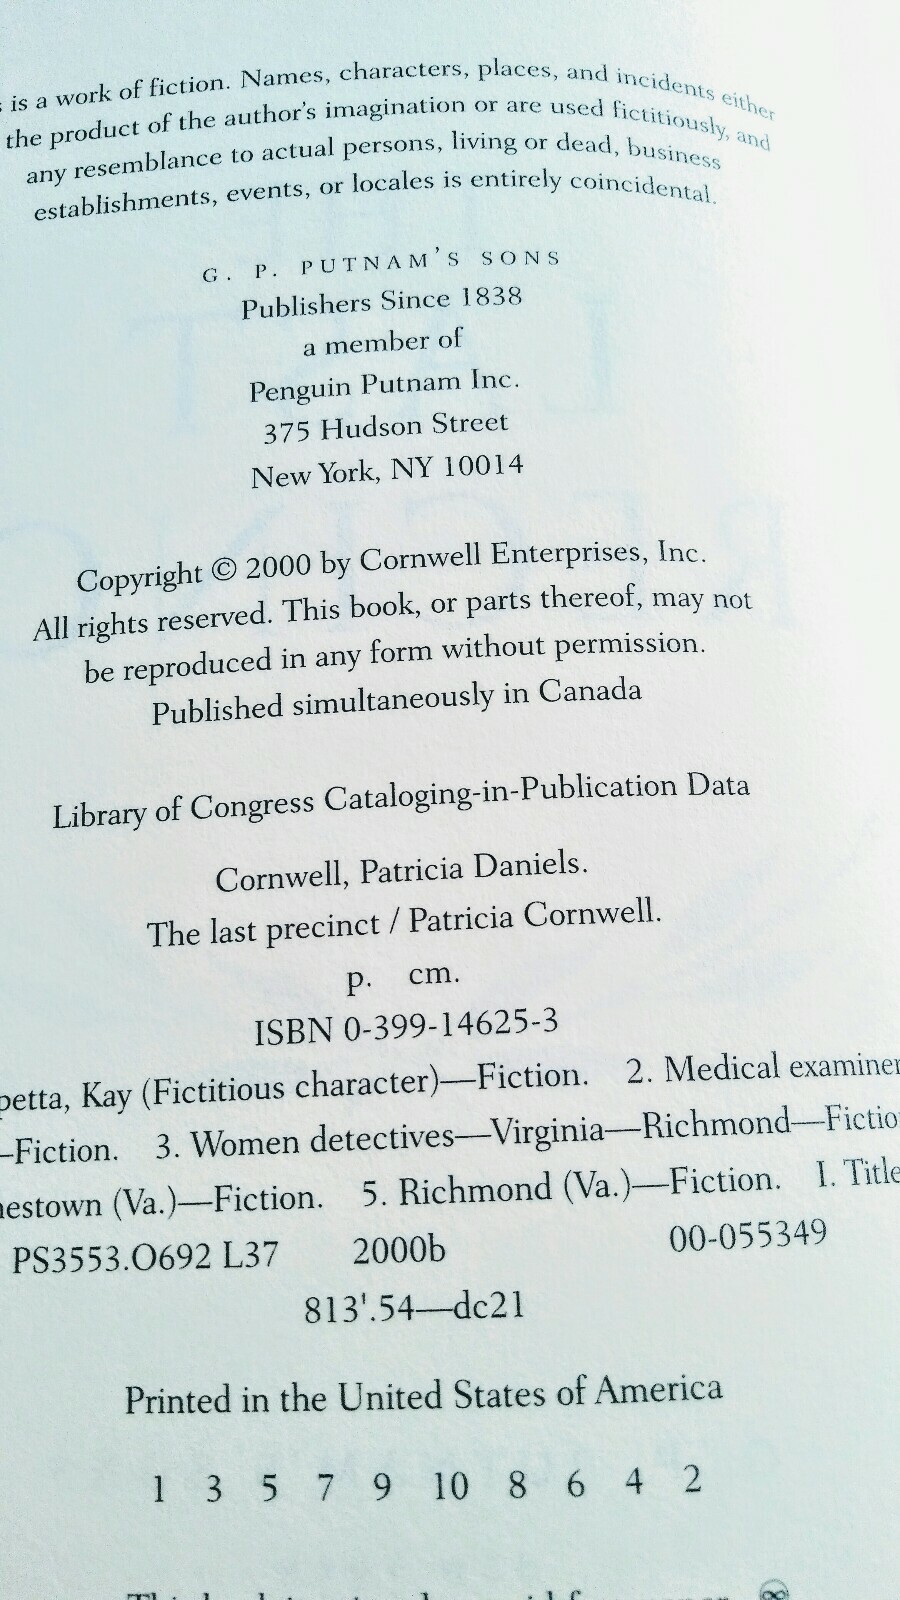 is a work of fiction. Names, characters, places, and incidents either
the product of the author's imagination or are used fictitiously, and
any resemblance to actual persons, living or dead, business
establishments, events, or locales is entirely coincidental.
G. P. PUTNAM'S SONS
Publishers Since 1838
a member of
Penguin Putnam Inc.
375 Hudson Street
New York, NY 10014
Copyright © 2000 by Cornwell Enterprises, Inc.
All rights reserved. This book, or parts thereof, may not
be reproduced in any form without permission.
Published simultaneously in Canada
Library of Congress Cataloging-in-Publication Data
Cornwell, Patricia Daniels.
The last precinct / Patricia Cornwell.
p. cm.
ISBN 0-399-14625-3
petta, Kay (Fictitious character)—Fiction. 2. Medical examiner
—Fiction. 3. Women detectives—Virginia—Richmond—Fictio
nestown (Va.)—Fiction. 5. Richmond (Va.)—Fiction. I. Title
PS3553.O692 L37 2000b 00-055349
813'.54—dc21
Printed in the United States of America
1 3 5 7 9 10 8 6 4 2